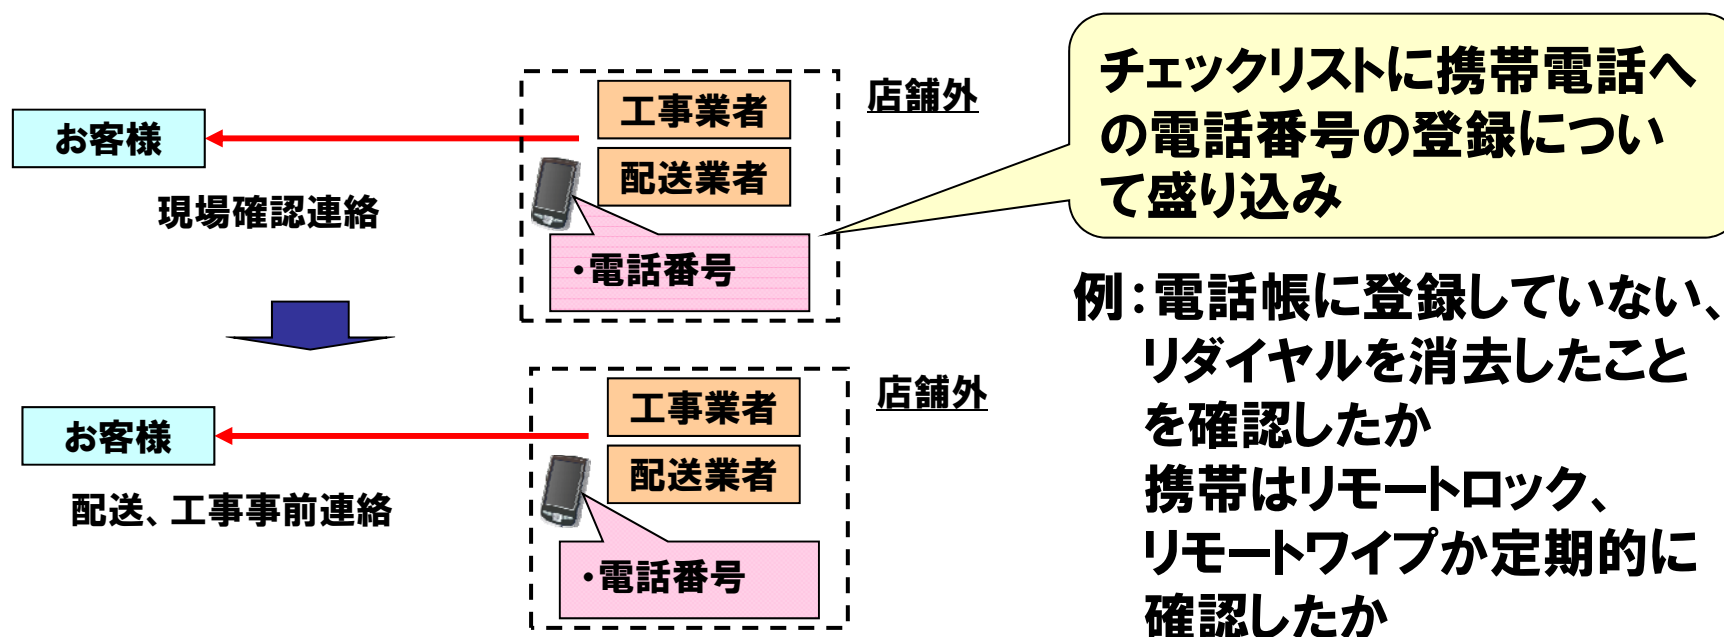 工事業者
店舗外
お客様
配送業者
現場確認連絡
・電話番号
チェックリストに携帯電話へ
の電話番号の登録につい
て盛り込み
例：電話帳に登録していない、
リダイヤルを消去したこと
を確認したか
携帯はリモートロック、
リモートワイプか定期的に
確認したか
工事業者
店舗外
お客様
配送業者
配送、工事事前連絡
・電話番号